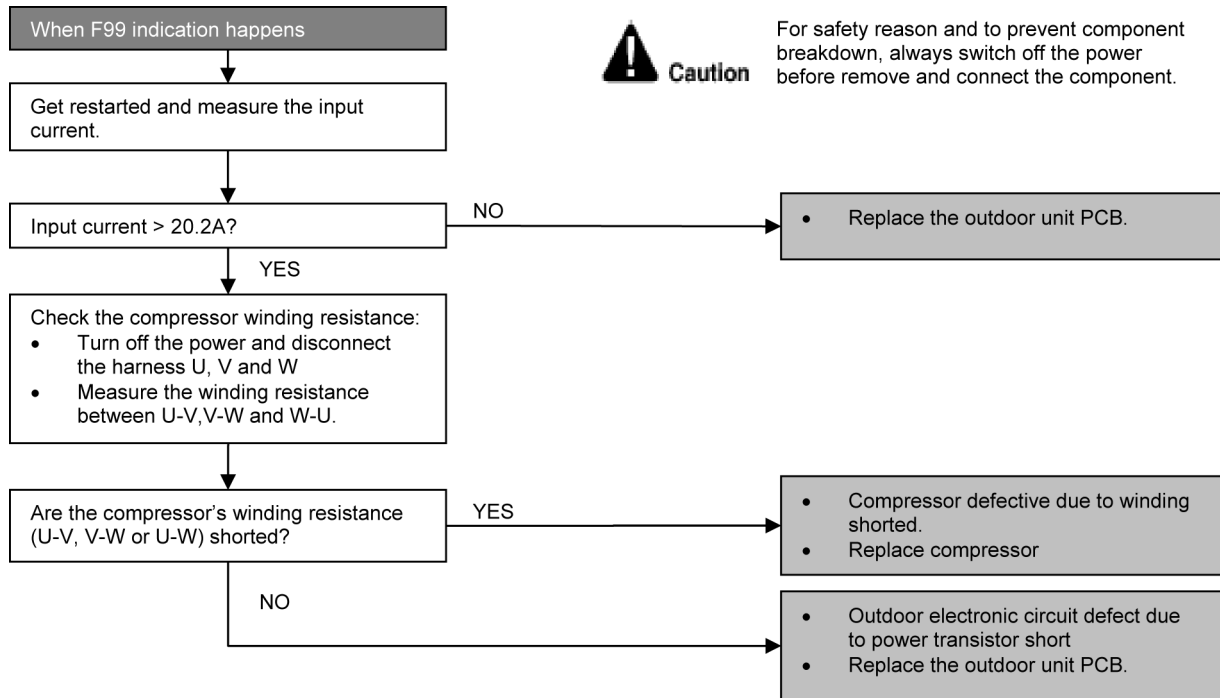 When F99 indication happens
Caution
For safety reason and to prevent component
breakdown, always switch off the power
before remove and connect the component.
Get restarted and measure the input
current.
Input current > 20.2A?
NO
• Replace the outdoor unit PCB.
YES
Check the compressor winding resistance:
• Turn off the power and disconnect
the harness U, V and W
• Measure the winding resistance
between U-V,V-W and W-U.
Are the compressor's winding resistance
(U-V, V-W or U-W) shorted?
YES
• Compressor defective due to winding
shorted.
• Replace compressor
NO
• Outdoor electronic circuit defect due
to power transistor short
• Replace the outdoor unit PCB.